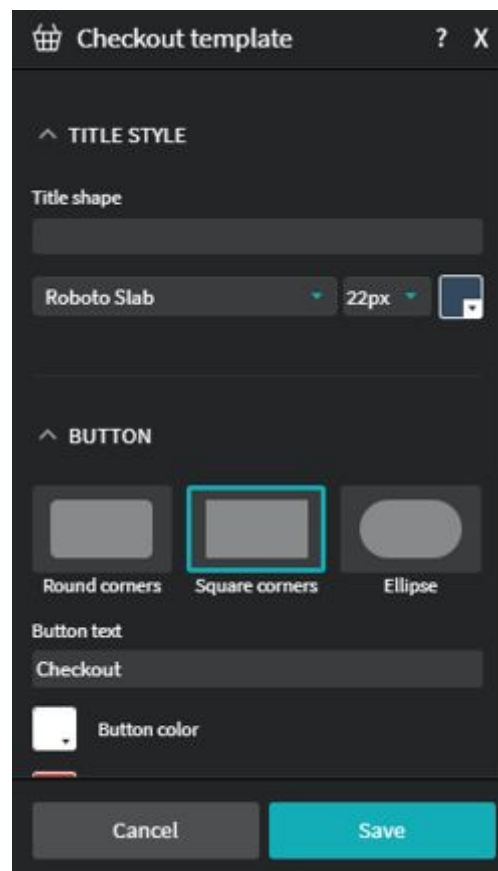 Checkout template ? X
TITLE STYLE
Title shape
Roboto Slab 22px
BUTTON
Round corners Square corners Ellipse
Button text
Checkout
Button color
Cancel Save